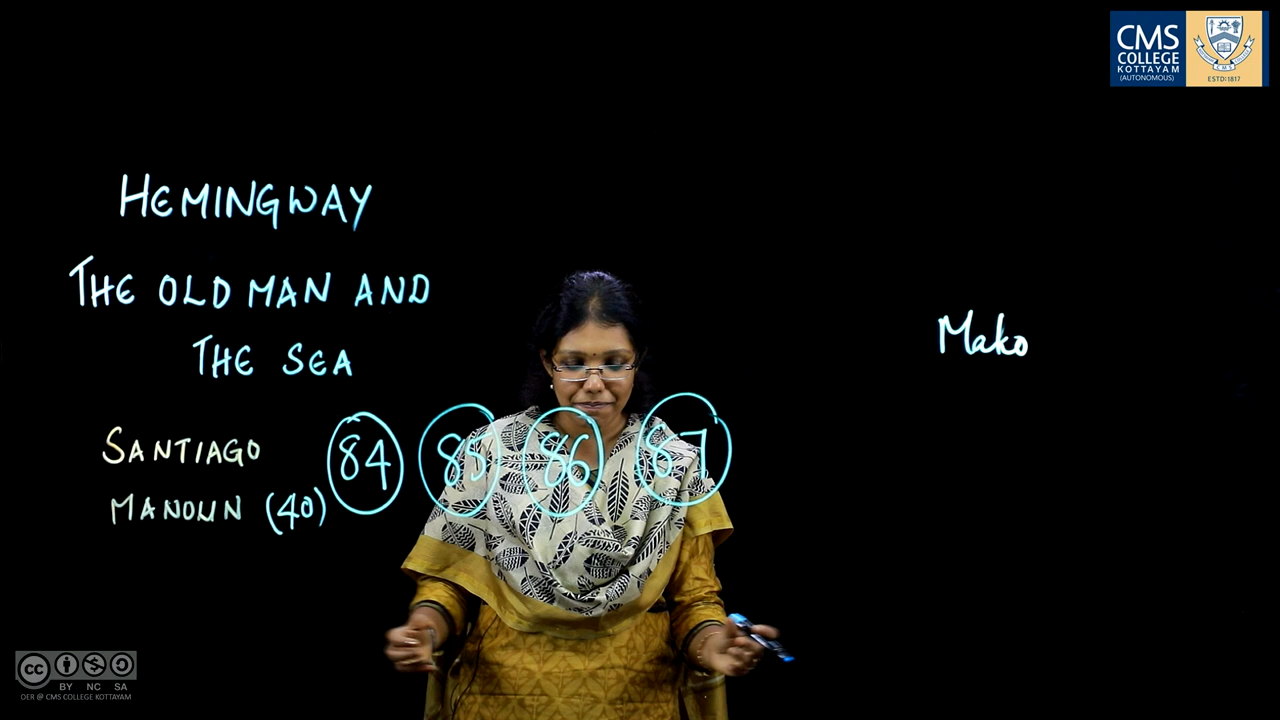 CMS
COLLEGE
KOTTAYAM
(AUTONOMOUS)
ESTD:1817
HEMINGWAY
THE OLD MAN AND
THE SEA
Mako
SANTIAGO 84 85 86 87
MANOLIN (40)
cc
BY NC SA
OER @ CMS COLLEGE KOTTAYAM